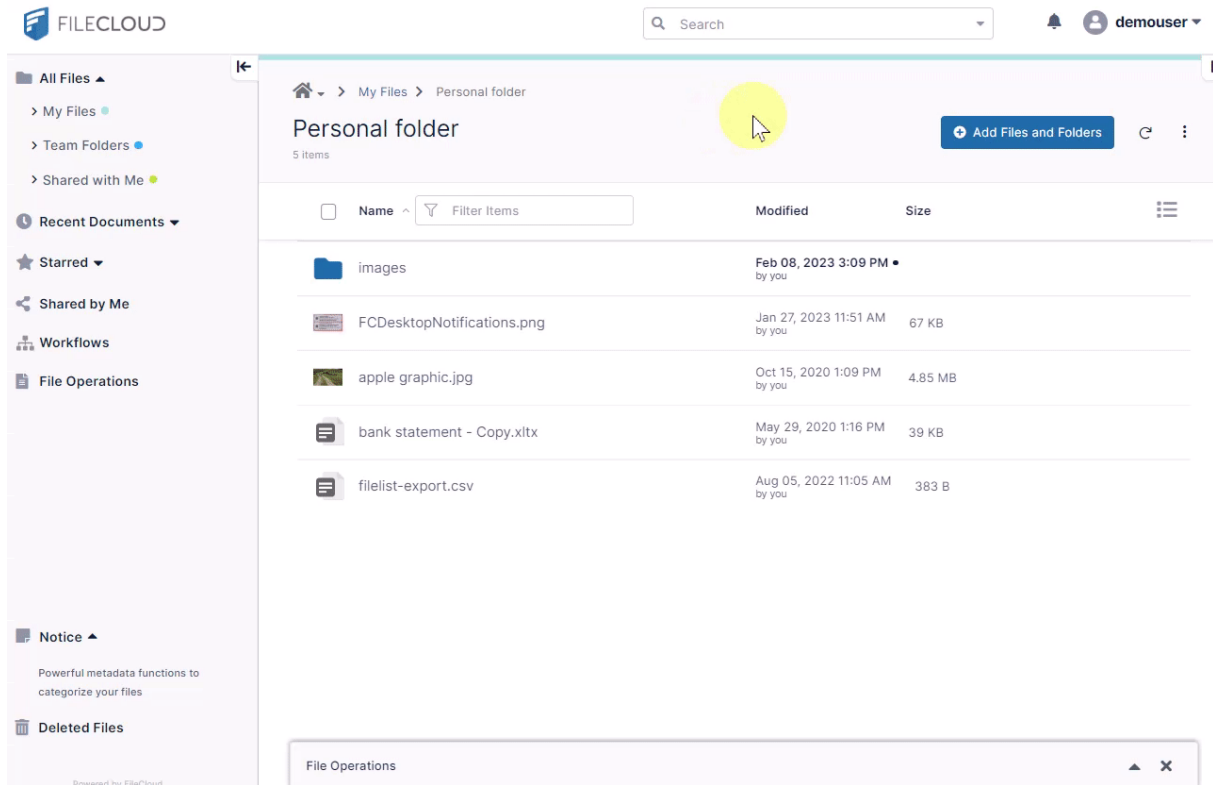 FILECLOUD
Search
demouser
All Files
My Files
Team Folders
Shared with Me
Recent Documents
Starred
Shared by Me
Workflows
File Operations
Notice
Powerful metadata functions to
categorize your files
Deleted Files
Powered by FileCloud
My Files > Personal folder
Personal folder
5 items
Add Files and Folders
Name Filter Items Modified Size
images Feb 08, 2023 3:09 PM
by you
FCDesktopNotifications.png Jan 27, 2023 11:51 AM 67 KB
by you
apple graphic.jpg Oct 15, 2020 1:09 PM 4.85 MB
by you
bank statement - Copy.xltx May 29, 2020 1:16 PM 39 KB
by you
filelist-export.csv Aug 05, 2022 11:05 AM 383 B
by you
File Operations